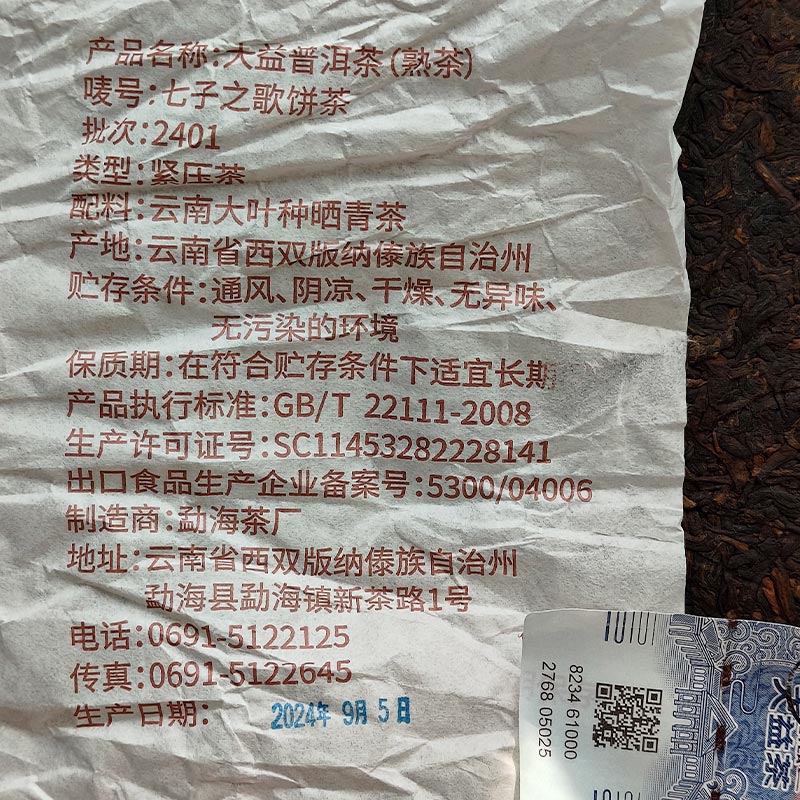 产品名称:大益普洱茶(熟茶)
唛号:七子之歌饼茶
批次:2401
类型:紧压茶
配料:云南大叶种晒青茶
产地:云南省西双版纳傣族自治州
贮存条件:通风、阴凉、干燥、无异味、
无污染的环境
保质期:在符合贮存条件下适宜长期
产品执行标准:GB/T 22111-2008
生产许可证号:SC11453282228141
出口食品生产企业备案号:5300/04006
制造商:勐海茶厂
地址:云南省西双版纳傣族自治州
勐海县勐海镇新茶路1号
电话:0691-5122125
传真:0691-5122645
生产日期: 2024年 9月 5日
8234 61000
2768 05025
大益茶